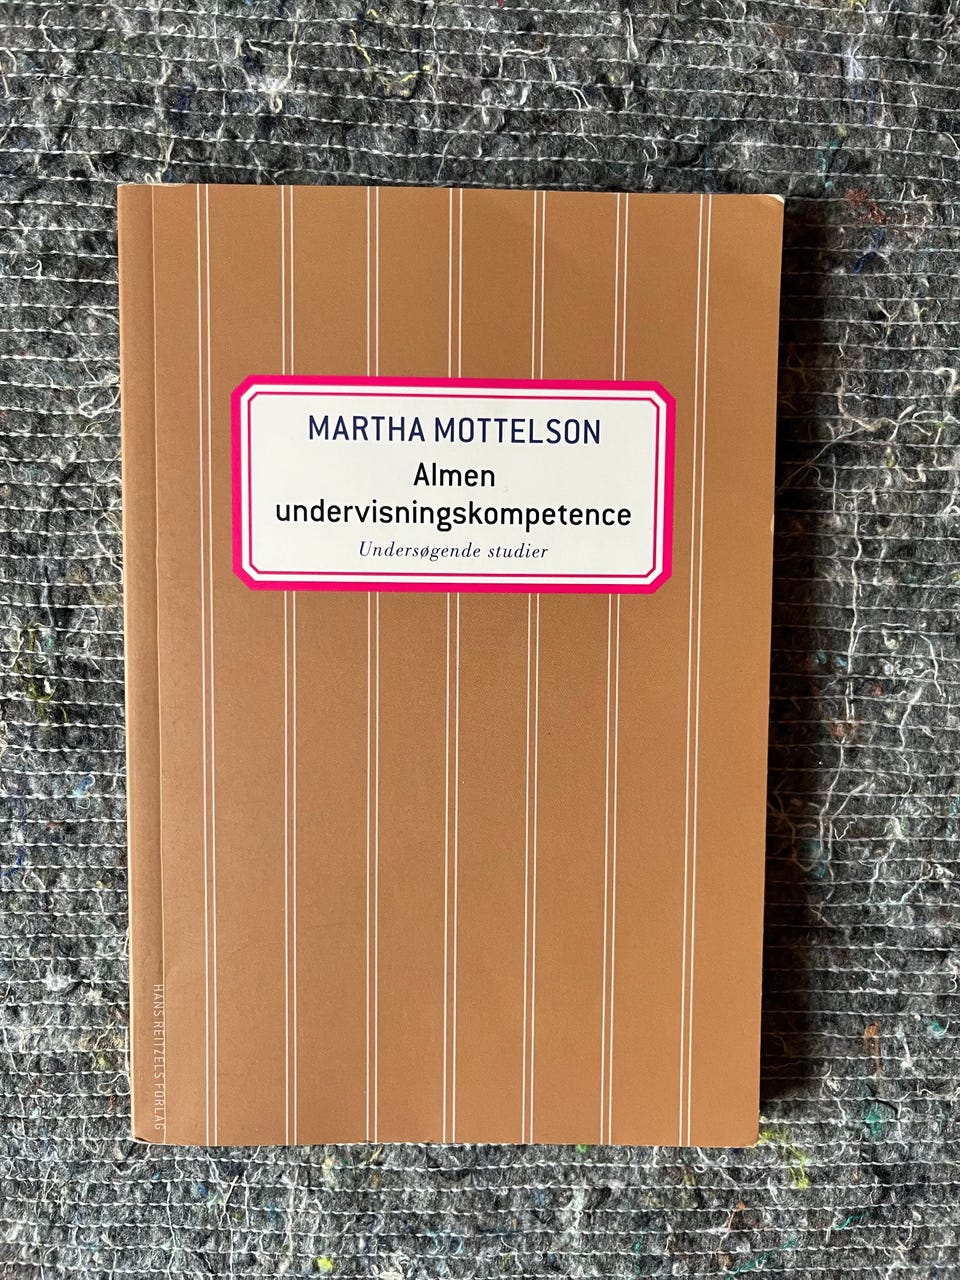 MARTHA MOTTELSON
Almen
undervisningskompetence
Undersøgende studier
HANS REITZELS FORLAG